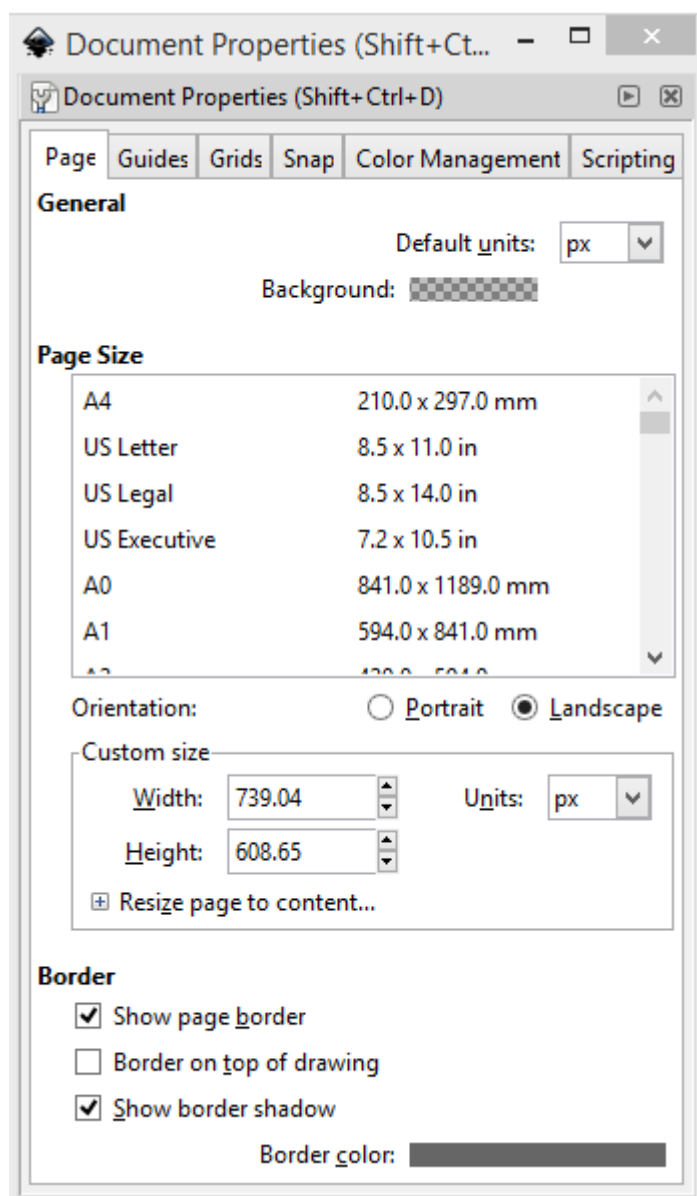 Document Properties (Shift+Ct...
Document Properties (Shift+Ctrl+D)
Page Guides Grids Snap Color Management Scripting
General
Default units: px
Background:
Page Size
A4 210.0 x 297.0 mm
US Letter 8.5 x 11.0 in
US Legal 8.5 x 14.0 in
US Executive 7.2 x 10.5 in
A0 841.0 x 1189.0 mm
A1 594.0 x 841.0 mm
Orientation: Portrait Landscape
Custom size
Width: 739.04 Units: px
Height: 608.65
Resize page to content...
Border
Show page border
Border on top of drawing
Show border shadow
Border color: